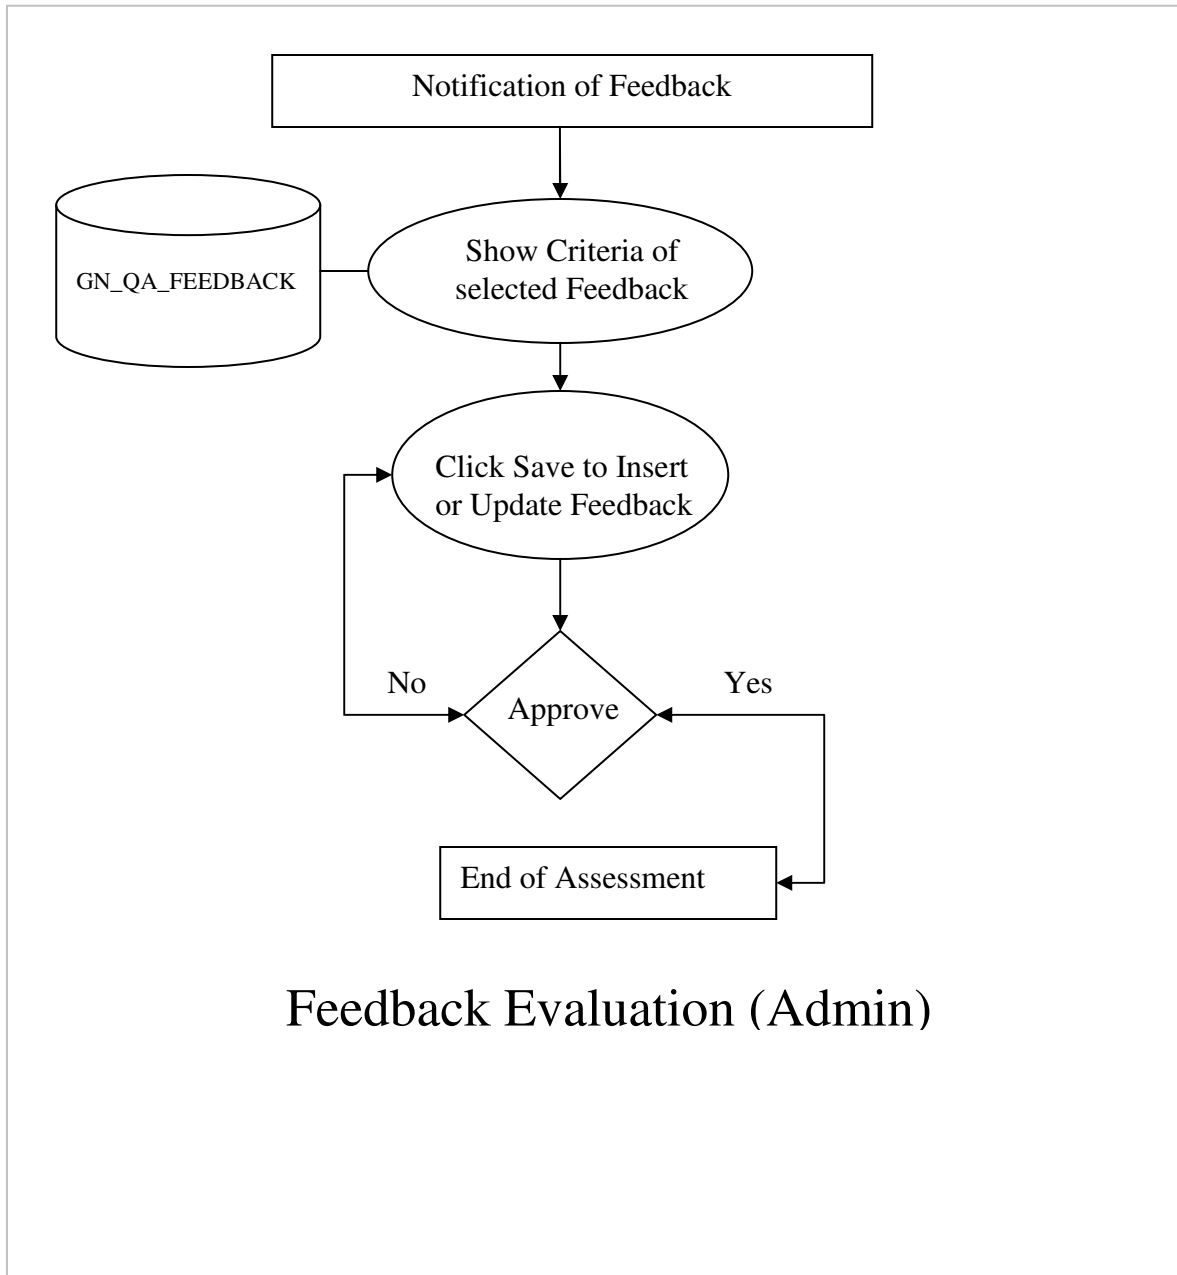 Notification of Feedback
Show Criteria of
selected Feedback
GN_QA_FEEDBACK
Click Save to Insert
or Update Feedback
No
Yes
Approve
End of Assessment
Feedback Evaluation (Admin)